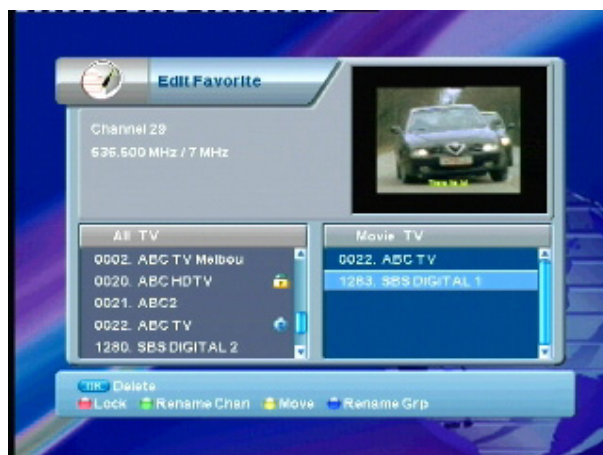 Edit Favorite
Channel 29
536.500 MHz / 7 MHz
All TV
0002. ABC TV Melbou
0020. ABC HDTV
0021. ABC2
0022. ABC TV
1280. SBS DIGITAL 2
Movie TV
0022. ABC TV
1283. SBS DIGITAL 1
OK Delete
Lock Rename Chan Move Rename Grp